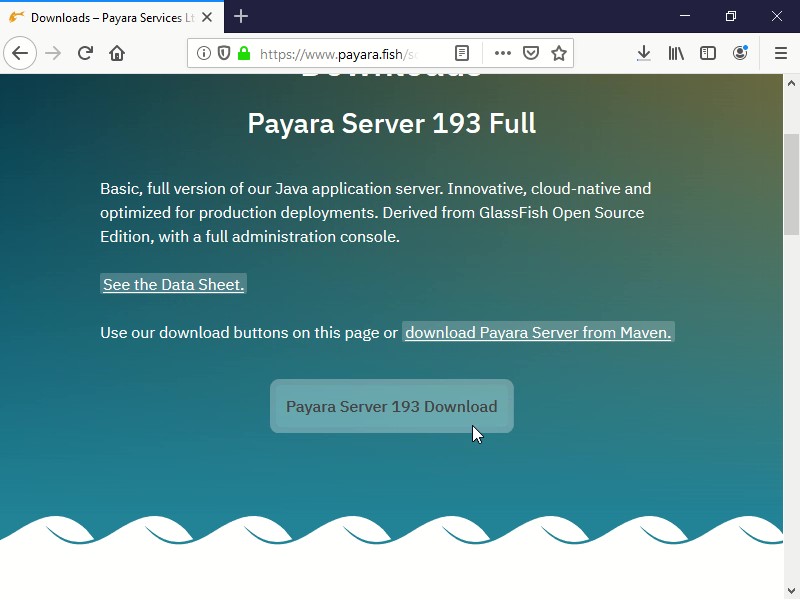 Downloads – Payara Services Lt
https://www.payara.fish/so
Downloads
Payara Server 193 Full
Basic, full version of our Java application server. Innovative, cloud-native and
optimized for production deployments. Derived from GlassFish Open Source
Edition, with a full administration console.
See the Data Sheet.
Use our download buttons on this page or download Payara Server from Maven.
Payara Server 193 Download